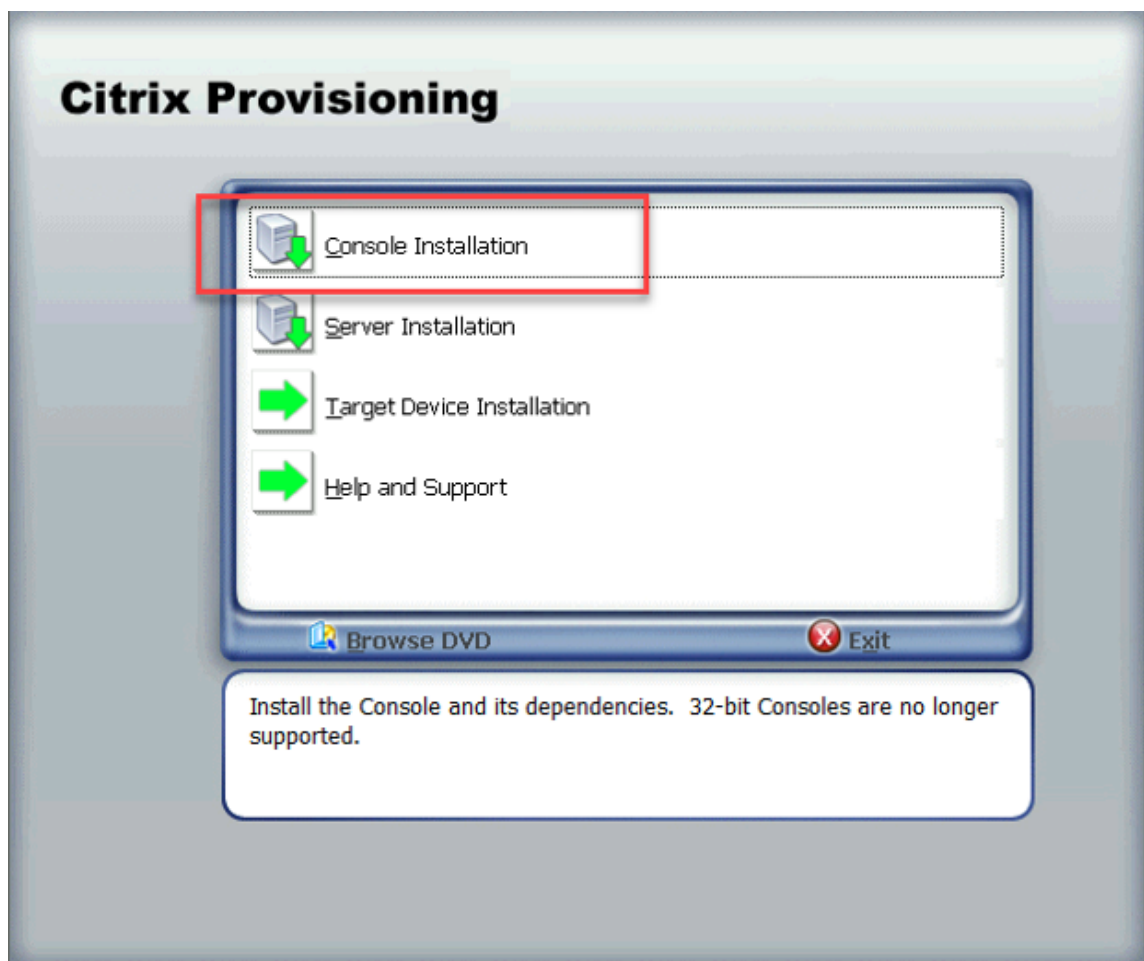 Citrix Provisioning
Console Installation
Server Installation
Target Device Installation
Help and Support
Browse DVD
Exit
Install the Console and its dependencies.  32-bit Consoles are no longer
supported.